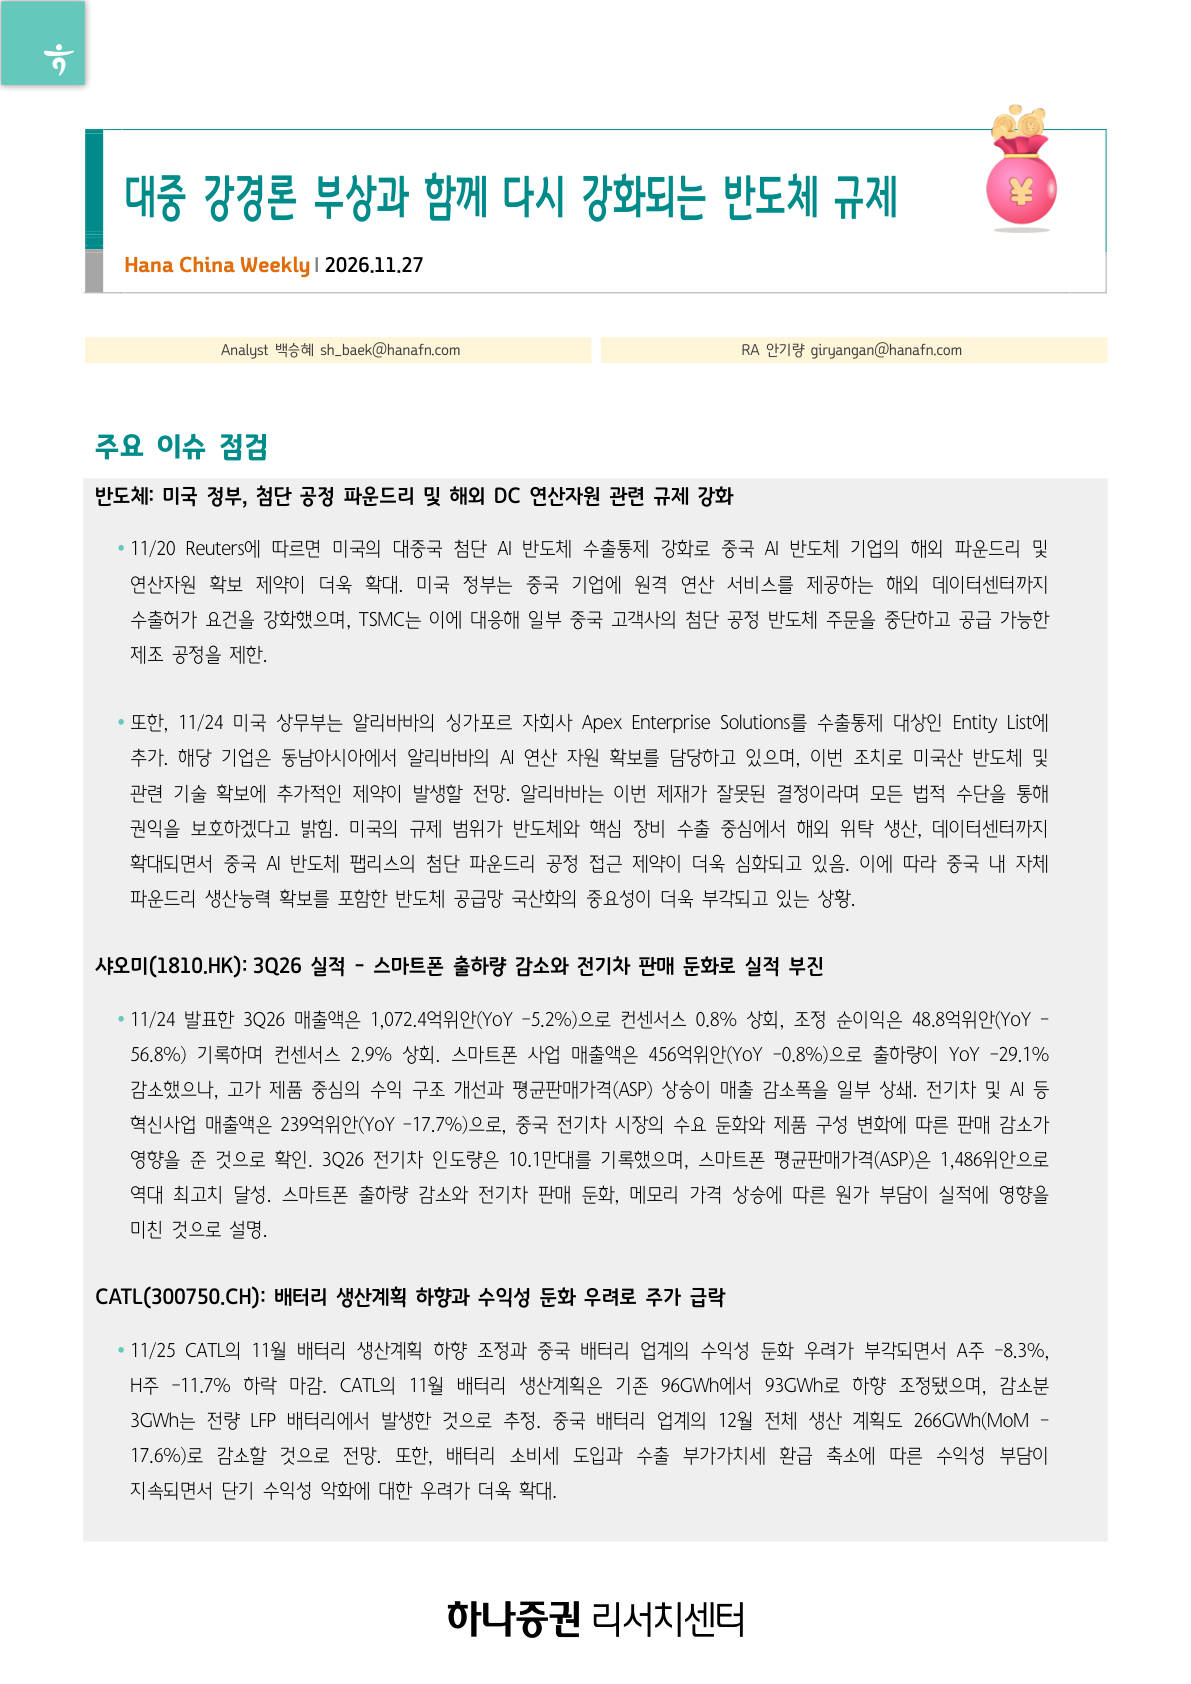 대중 강경론 부상과 함께 다시 강화되는 반도체 규제
Hana China Weekly | 2026.11.27
Analyst 백승혜 sh_baek@hanafn.com
RA 안기량 giryangan@hanafn.com
주요 이슈 점검
반도체: 미국 정부, 첨단 공정 파운드리 및 해외 DC 연산자원 관련 규제 강화
• 11/20 Reuters에 따르면 미국의 대중국 첨단 AI 반도체 수출통제 강화로 중국 AI 반도체 기업의 해외 파운드리 및
연산자원 확보 제약이 더욱 확대. 미국 정부는 중국 기업에 원격 연산 서비스를 제공하는 해외 데이터센터까지
수출허가 요건을 강화했으며, TSMC는 이에 대응해 일부 중국 고객사의 첨단 공정 반도체 주문을 중단하고 공급 가능한
제조 공정을 제한.
• 또한, 11/24 미국 상무부는 알리바바의 싱가포르 자회사 Apex Enterprise Solutions를 수출통제 대상인 Entity List에
추가. 해당 기업은 동남아시아에서 알리바바의 AI 연산 자원 확보를 담당하고 있으며, 이번 조치로 미국산 반도체 및
관련 기술 확보에 추가적인 제약이 발생할 전망. 알리바바는 이번 제재가 잘못된 결정이라며 모든 법적 수단을 통해
권익을 보호하겠다고 밝힘. 미국의 규제 범위가 반도체와 핵심 장비 수출 중심에서 해외 위탁 생산, 데이터센터까지
확대되면서 중국 AI 반도체 팹리스의 첨단 파운드리 공정 접근 제약이 더욱 심화되고 있음. 이에 따라 중국 내 자체
파운드리 생산능력 확보를 포함한 반도체 공급망 국산화의 중요성이 더욱 부각되고 있는 상황.
샤오미(1810.HK): 3Q26 실적 - 스마트폰 출하량 감소와 전기차 판매 둔화로 실적 부진
• 11/24 발표한 3Q26 매출액은 1,072.4억위안(YoY -5.2%)으로 컨센서스 0.8% 상회, 조정 순이익은 48.8억위안(YoY -
56.8%) 기록하며 컨센서스 2.9% 상회. 스마트폰 사업 매출액은 456억위안(YoY -0.8%)으로 출하량이 YoY -29.1%
감소했으나, 고가 제품 중심의 수익 구조 개선과 평균판매가격(ASP) 상승이 매출 감소폭을 일부 상쇄. 전기차 및 AI 등
혁신사업 매출액은 239억위안(YoY -17.7%)으로, 중국 전기차 시장의 수요 둔화와 제품 구성 변화에 따른 판매 감소가
영향을 준 것으로 확인. 3Q26 전기차 인도량은 10.1만대를 기록했으며, 스마트폰 평균판매가격(ASP)은 1,486위안으로
역대 최고치 달성. 스마트폰 출하량 감소와 전기차 판매 둔화, 메모리 가격 상승에 따른 원가 부담이 실적에 영향을
미친 것으로 설명.
CATL(300750.CH): 배터리 생산계획 하향과 수익성 둔화 우려로 주가 급락
• 11/25 CATL의 11월 배터리 생산계획 하향 조정과 중국 배터리 업계의 수익성 둔화 우려가 부각되면서 A주 -8.3%,
H주 -11.7% 하락 마감. CATL의 11월 배터리 생산계획은 기존 96GWh에서 93GWh로 하향 조정됐으며, 감소분
3GWh는 전량 LFP 배터리에서 발생한 것으로 추정. 중국 배터리 업계의 12월 전체 생산 계획도 266GWh(MoM -
17.6%)로 감소할 것으로 전망. 또한, 배터리 소비세 도입과 수출 부가가치세 환급 축소에 따른 수익성 부담이
지속되면서 단기 수익성 악화에 대한 우려가 더욱 확대.
하나증권 리서치센터